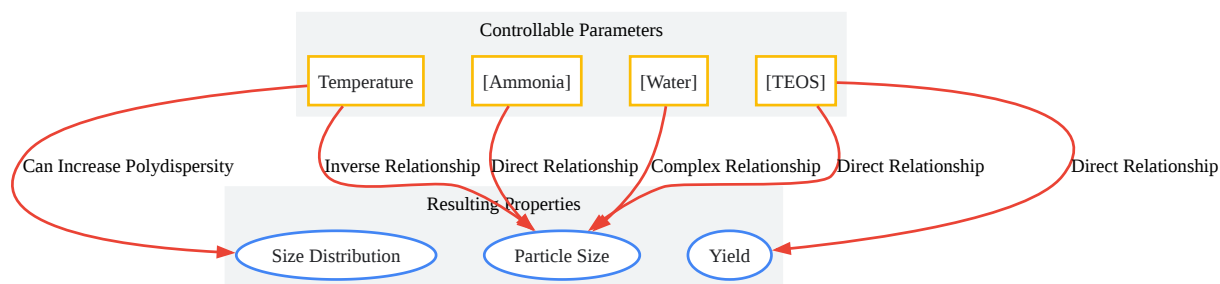 Controllable Parameters
Temperature
[Ammonia]
[Water]
[TEOS]
Can Increase Polydispersity
Inverse Relationship
Direct Relationship
Complex Relationship
Direct Relationship
Direct Relationship
Resulting Properties
Size Distribution
Particle Size
Yield